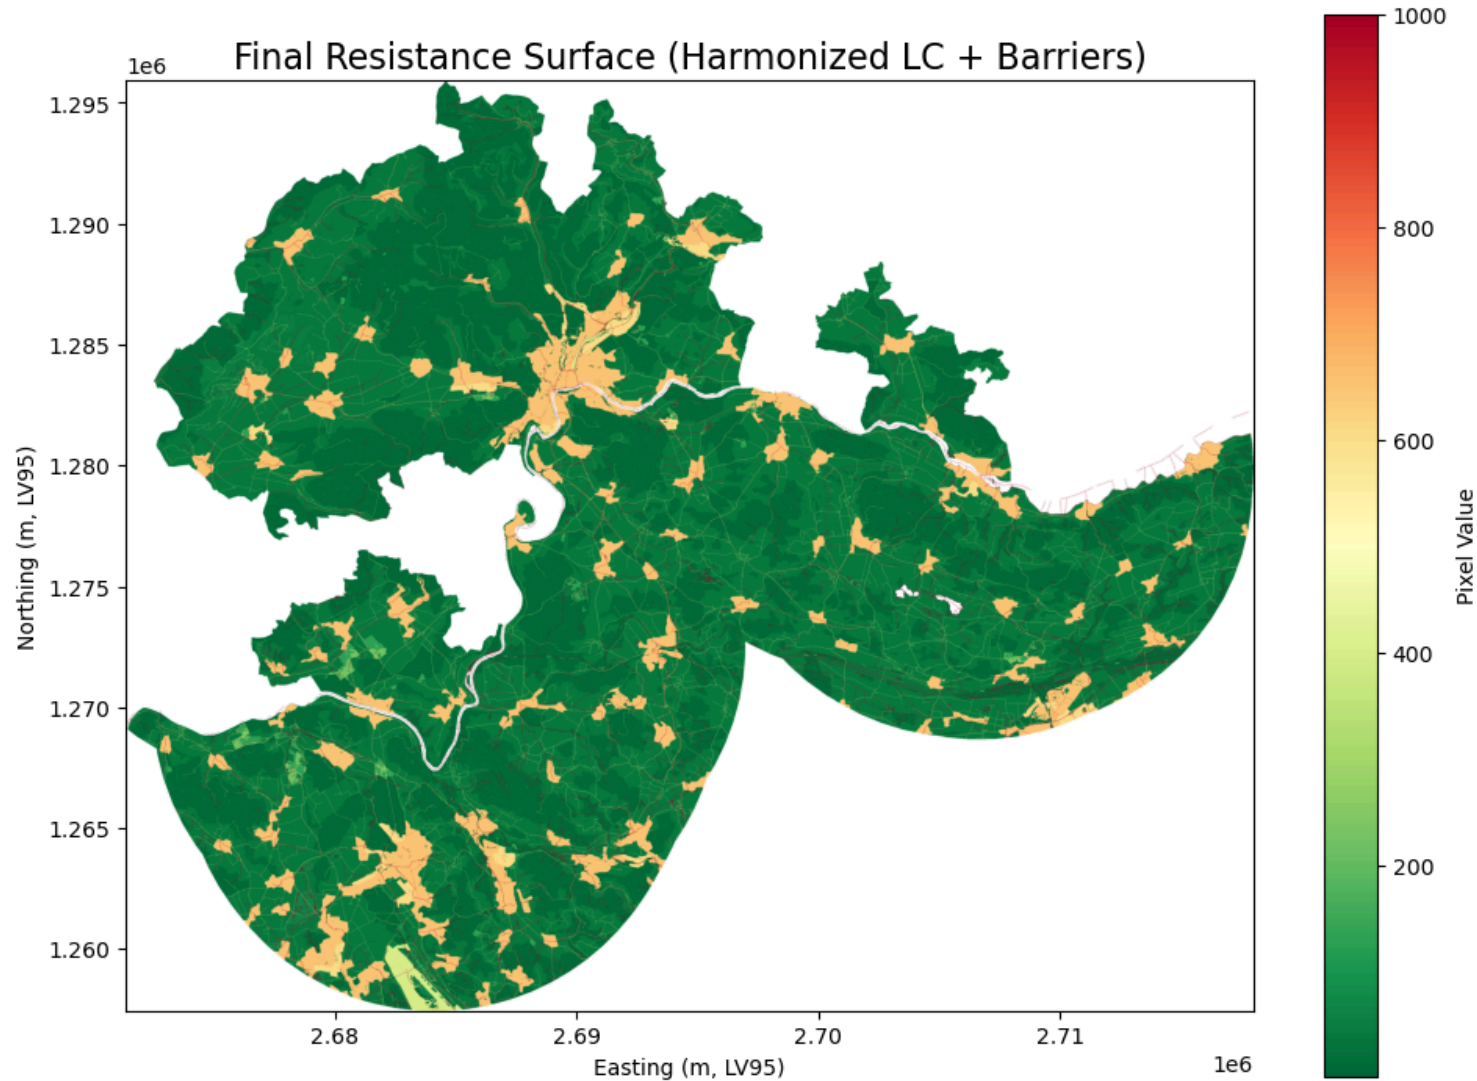 Final Resistance Surface (Harmonized LC + Barriers)
1e6
1.295
1.290
1.285
1.280
1.275
1.270
1.265
1.260
Northing (m, LV95)
2.68
2.69
2.70
2.71
1e6
Easting (m, LV95)
1000
800
600
400
200
Pixel Value